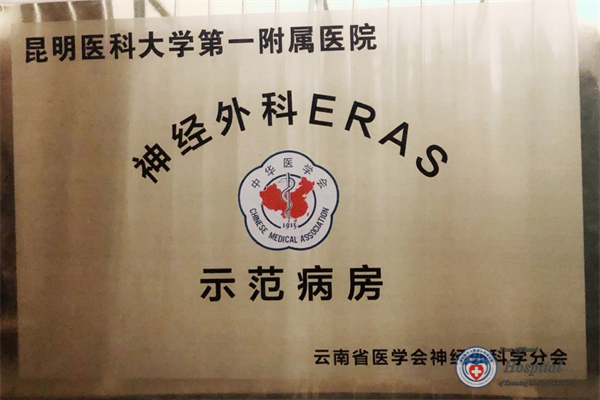 昆明医科大学第一附属医院
神经外科ERAS
中华医学会
1915
CHINESE MEDICAL ASSOCIATION
示范病房
云南省医学会神经 科学分会
Hospital